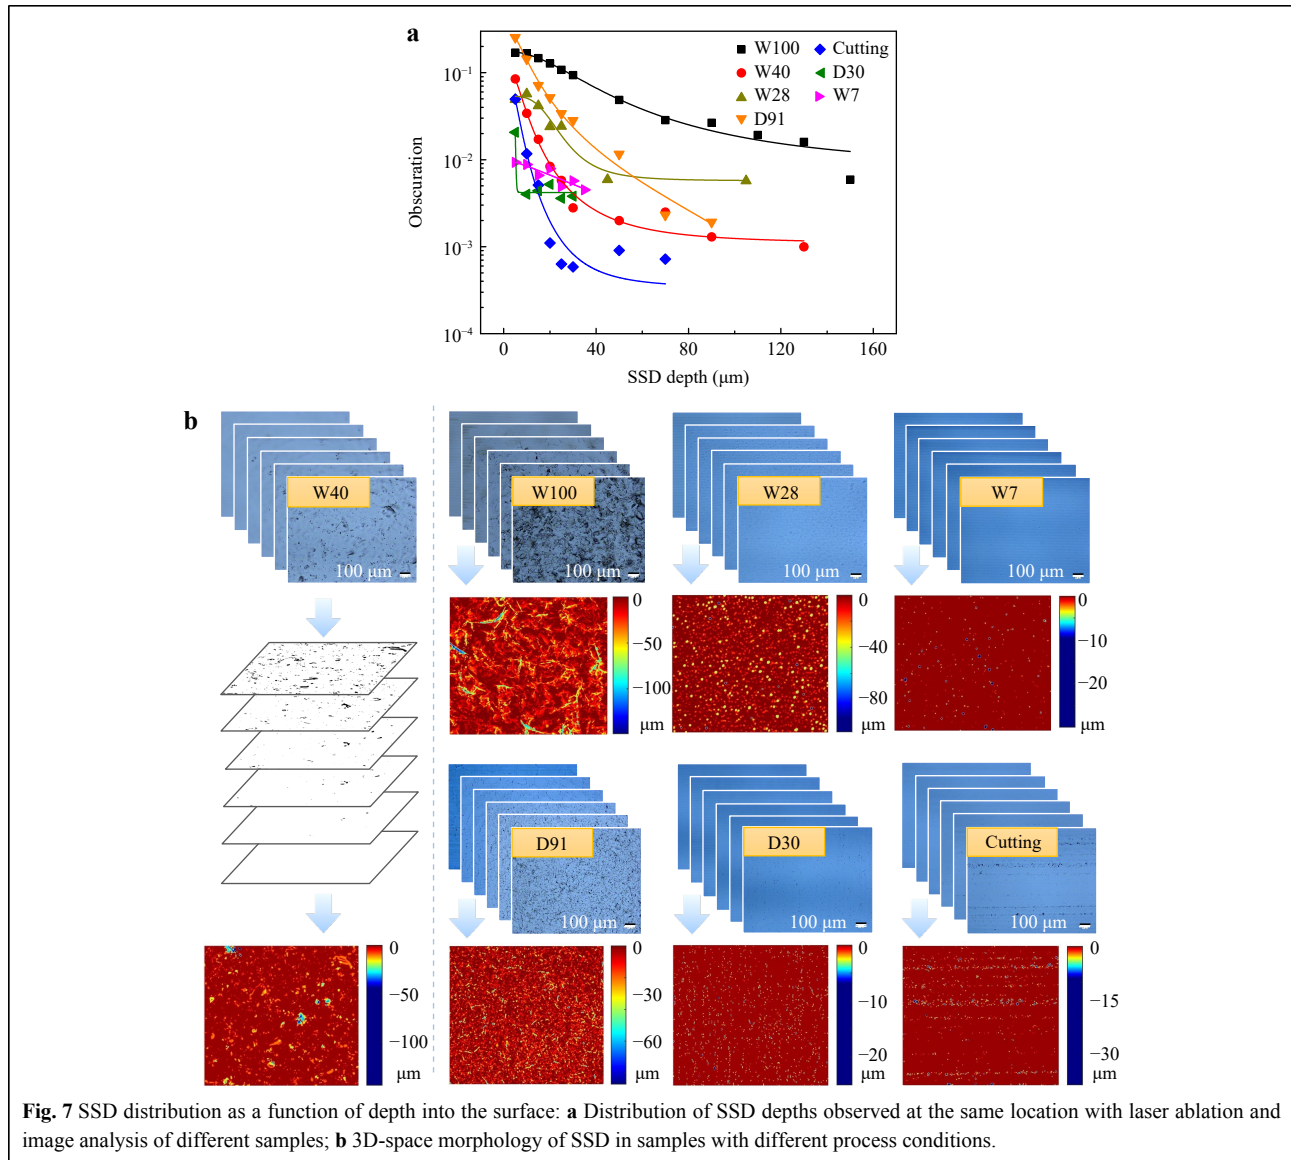 a
W100
Cutting
W40
D30
W28
W7
D91
10⁻¹
10⁻²
10⁻³
10⁻⁴
Obscuration
0
40
80
120
160
SSD depth (μm)
b
W40
100 μm
W100
100 μm
W28
100 μm
W7
100 μm
0
−50
−100
μm
0
−40
−80
μm
0
−10
−20
μm
D91
100 μm
D30
100 μm
Cutting
100 μm
0
−50
−100
μm
0
−30
−60
μm
0
−10
−20
μm
0
−15
−30
μm
Fig. 7 SSD distribution as a function of depth into the surface: a Distribution of SSD depths observed at the same location with laser ablation and
image analysis of different samples; b 3D-space morphology of SSD in samples with different process conditions.